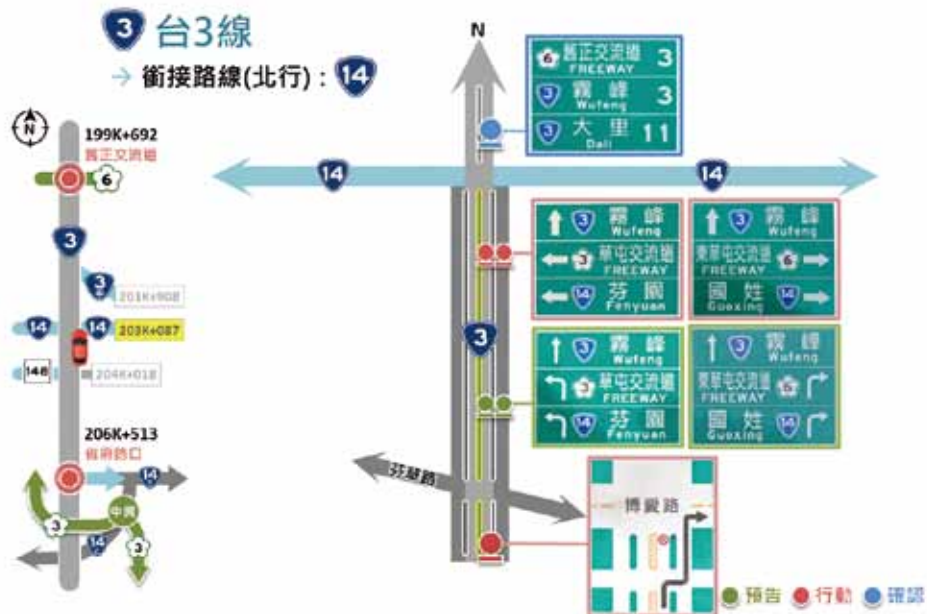 3 台3線
→ 銜接路線(北行)：14
N
199K+692
舊正交流道
6
3
3
201K+908
14
14
203K+087
148
204K+018
206K+513
省府路口
14
中興
3
14
3
N
6 舊正交流道 3
FREEWAY
3 霧峰 3
Wufeng
3 大里 11
Dali
14
14
3 霧峰
Wufeng
3 草屯交流道
FREEWAY
14 芬園
Fenyuan
3 霧峰
Wufeng
東草屯交流道 6
FREEWAY
國姓 14
Guoxing
3
3 霧峰
Wufeng
3 草屯交流道
FREEWAY
14 芬園
Fenyuan
3 霧峰
Wufeng
東草屯交流道 6
FREEWAY
國姓 14
Guoxing
芬草路
博愛路
預告 行動 確認